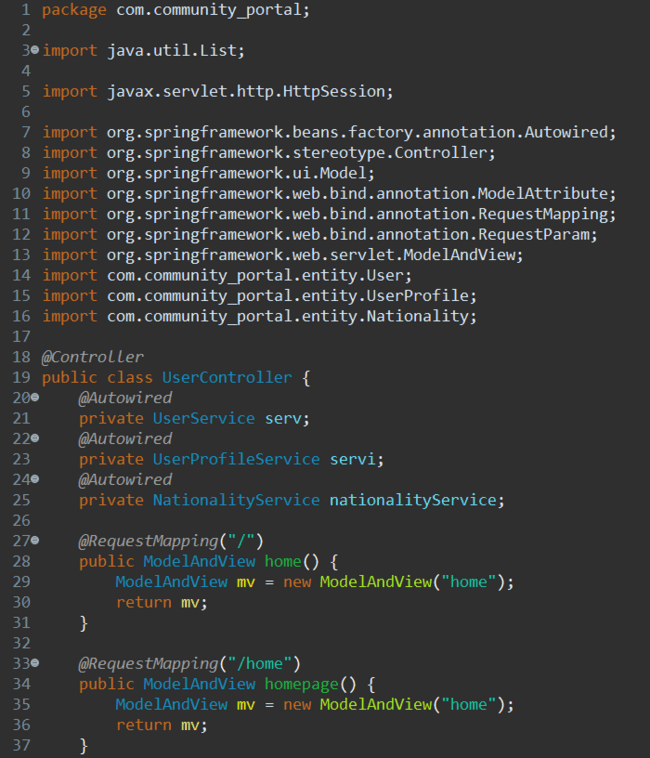 1 package com.community_portal;
2
3 import java.util.List;
4
5 import javax.servlet.http.HttpSession;
6
7 import org.springframework.beans.factory.annotation.Autowired;
8 import org.springframework.stereotype.Controller;
9 import org.springframework.ui.Model;
10 import org.springframework.web.bind.annotation.ModelAttribute;
11 import org.springframework.web.bind.annotation.RequestMapping;
12 import org.springframework.web.bind.annotation.RequestParam;
13 import org.springframework.web.servlet.ModelAndView;
14 import com.community_portal.entity.User;
15 import com.community_portal.entity.UserProfile;
16 import com.community_portal.entity.Nationality;
17
18 @Controller
19 public class UserController {
20 @Autowired
21 private UserService serv;
22 @Autowired
23 private UserProfileService servi;
24 @Autowired
25 private NationalityService nationalityService;
26
27 @RequestMapping("/")
28 public ModelAndView home() {
29 ModelAndView mv = new ModelAndView("home");
30 return mv;
31 }
32
33 @RequestMapping("/home")
34 public ModelAndView homepage() {
35 ModelAndView mv = new ModelAndView("home");
36 return mv;
37 }